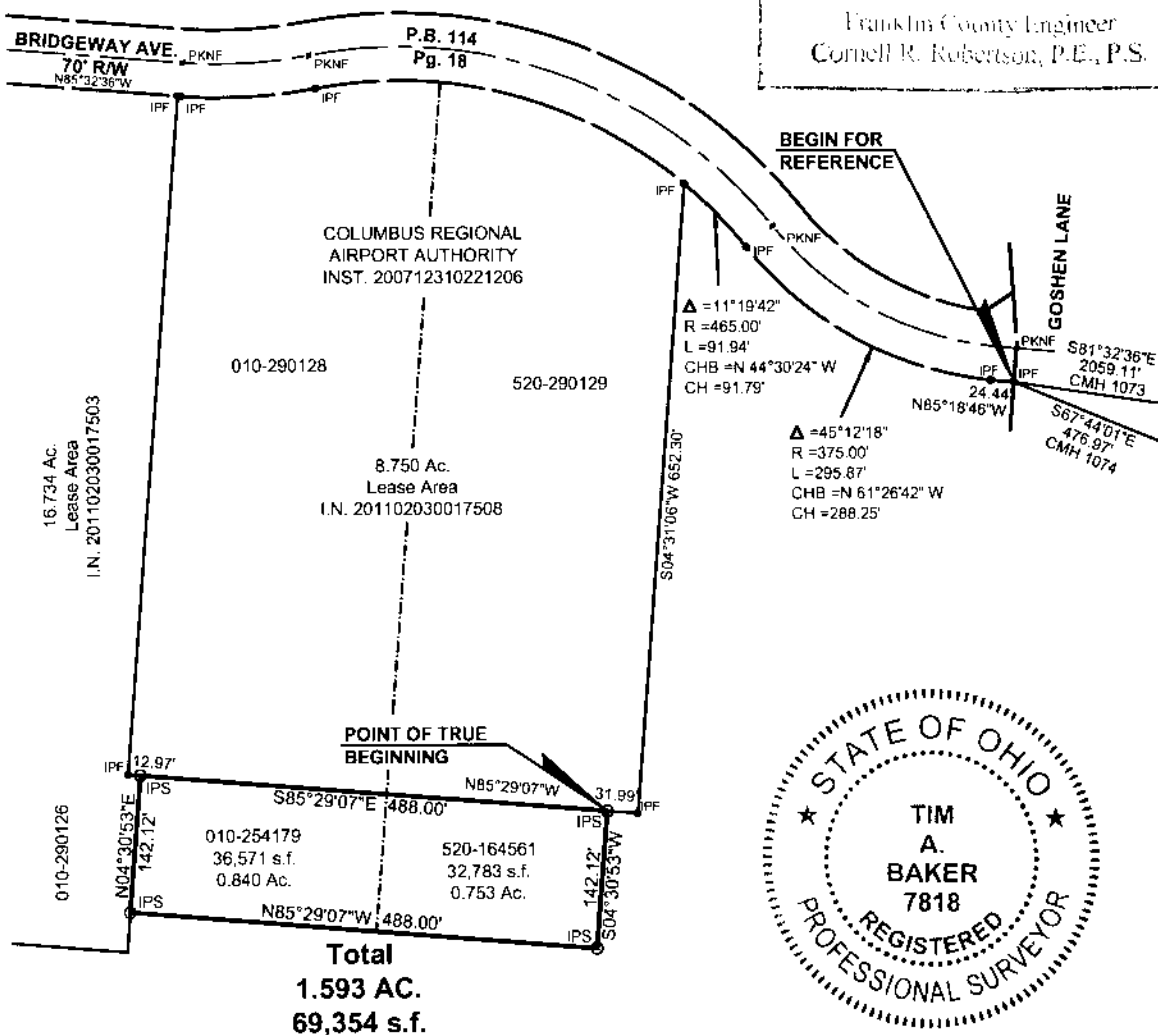 Franklin County Engineer
Cornell R. Robertson, P.E., P.S.
BRIDGEWAY AVE.
70' R/W
N85°32'36"W
PKNF
PKNF
P.B. 114
Pg. 18
IPF
IPF
IPF
BEGIN FOR
REFERENCE
IPF
PKNF
IPF
GOSHEN LANE
PKNF
S81°32'36"E
2059.11'
CMH 1073
IPF
IPF
24.44'
N85°18'46"W
S67°44'01"E
476.97'
CMH 1074
COLUMBUS REGIONAL
AIRPORT AUTHORITY
INST. 200712310221206
Δ =11°19'42"
R =465.00'
L =91.94'
CHB =N 44°30'24" W
CH =91.79'
010-290128
520-290129
Δ =45°12'18"
R =375.00'
L =295.87'
CHB =N 61°26'42" W
CH =288.25'
16.734 Ac.
Lease Area
I.N. 201102030017503
8.750 Ac.
Lease Area
I.N. 201102030017508
S04°31'06"W 652.30'
POINT OF TRUE
BEGINNING
IPF
12.97'
IPS
S85°29'07"E 488.00'
N85°29'07"W
31.99'
IPF
IPS
010-290126
N04°30'53"E
142.12'
010-254179
36,571 s.f.
0.840 Ac.
520-164561
32,783 s.f.
0.753 Ac.
142.12'
S04°30'53"W
IPS
N85°29'07"W 488.00'
IPS
Total
1.593 AC.
69,354 s.f.
STATE OF OHIO
TIM
A.
BAKER
7818
REGISTERED
PROFESSIONAL SURVEYOR